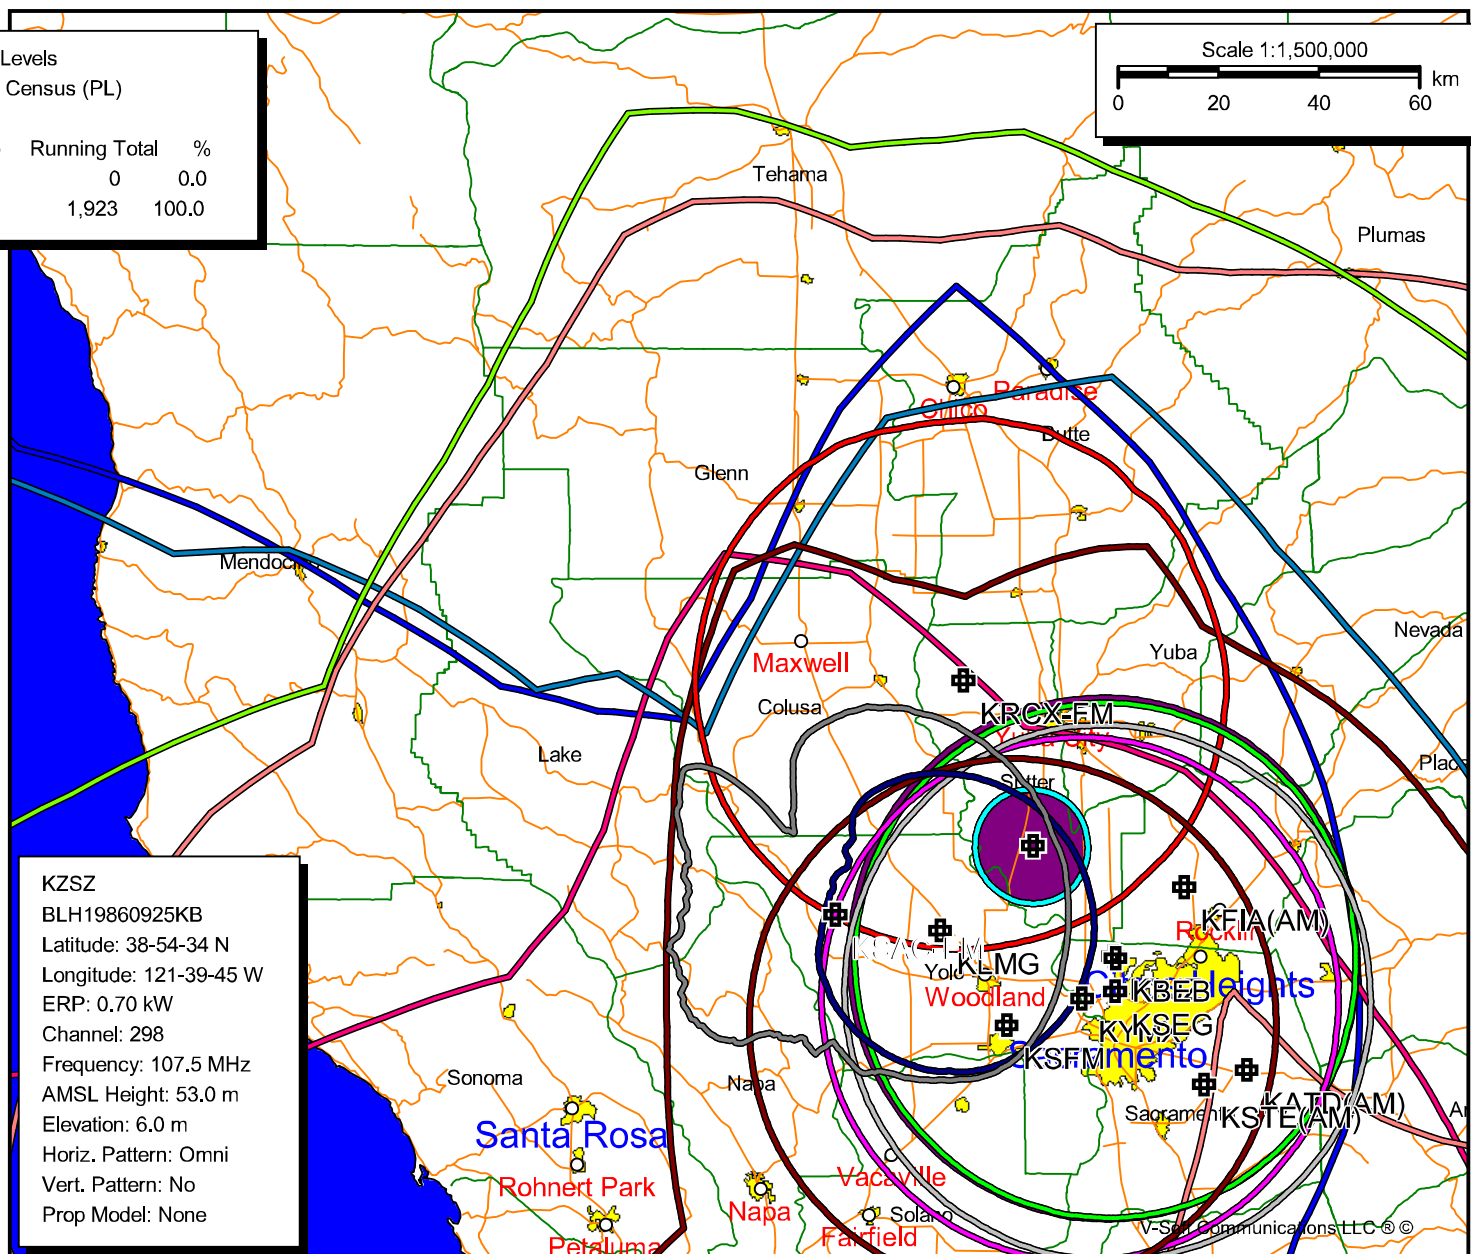 Levels
Census (PL)
Running Total %
0 0.0
1,923 100.0
Scale 1:1,500,000
0 20 40 60 km
Tehama
Plumas
Chico
Paradise
Butte
Glenn
Nevada
Yuba
Maxwell
Colusa
KRCX-FM
Yuba City
Lake
Sutter
KFIA(AM)
Rocklin
KSAC-FM
Yolo
KLMG
Woodland
KBEB
KSEG
KSFM
Sonoma
Napa
KATD(AM)
KSTE(AM)
Santa Rosa
Vacaville
Rohnert Park
Napa
Solano
Fairfield
Petaluma
V-Soft Communications LLC ® ©
KZSZ
BLH19860925KB
Latitude: 38-54-34 N
Longitude: 121-39-45 W
ERP: 0.70 kW
Channel: 298
Frequency: 107.5 MHz
AMSL Height: 53.0 m
Elevation: 6.0 m
Horiz. Pattern: Omni
Vert. Pattern: No
Prop Model: None